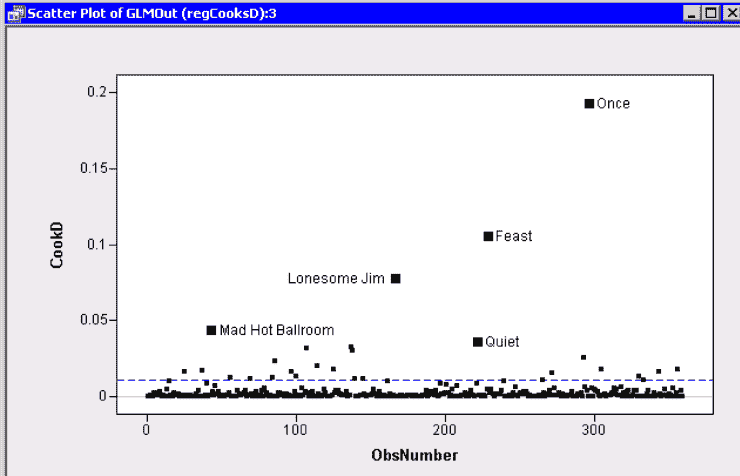 Scatter Plot of GLMOut (regCooksD):3
0.2
Once
0.15
CookD
0.1
Feast
Lonesome Jim
0.05
Mad Hot Ballroom
Quiet
0
0 100 200 300
ObsNumber